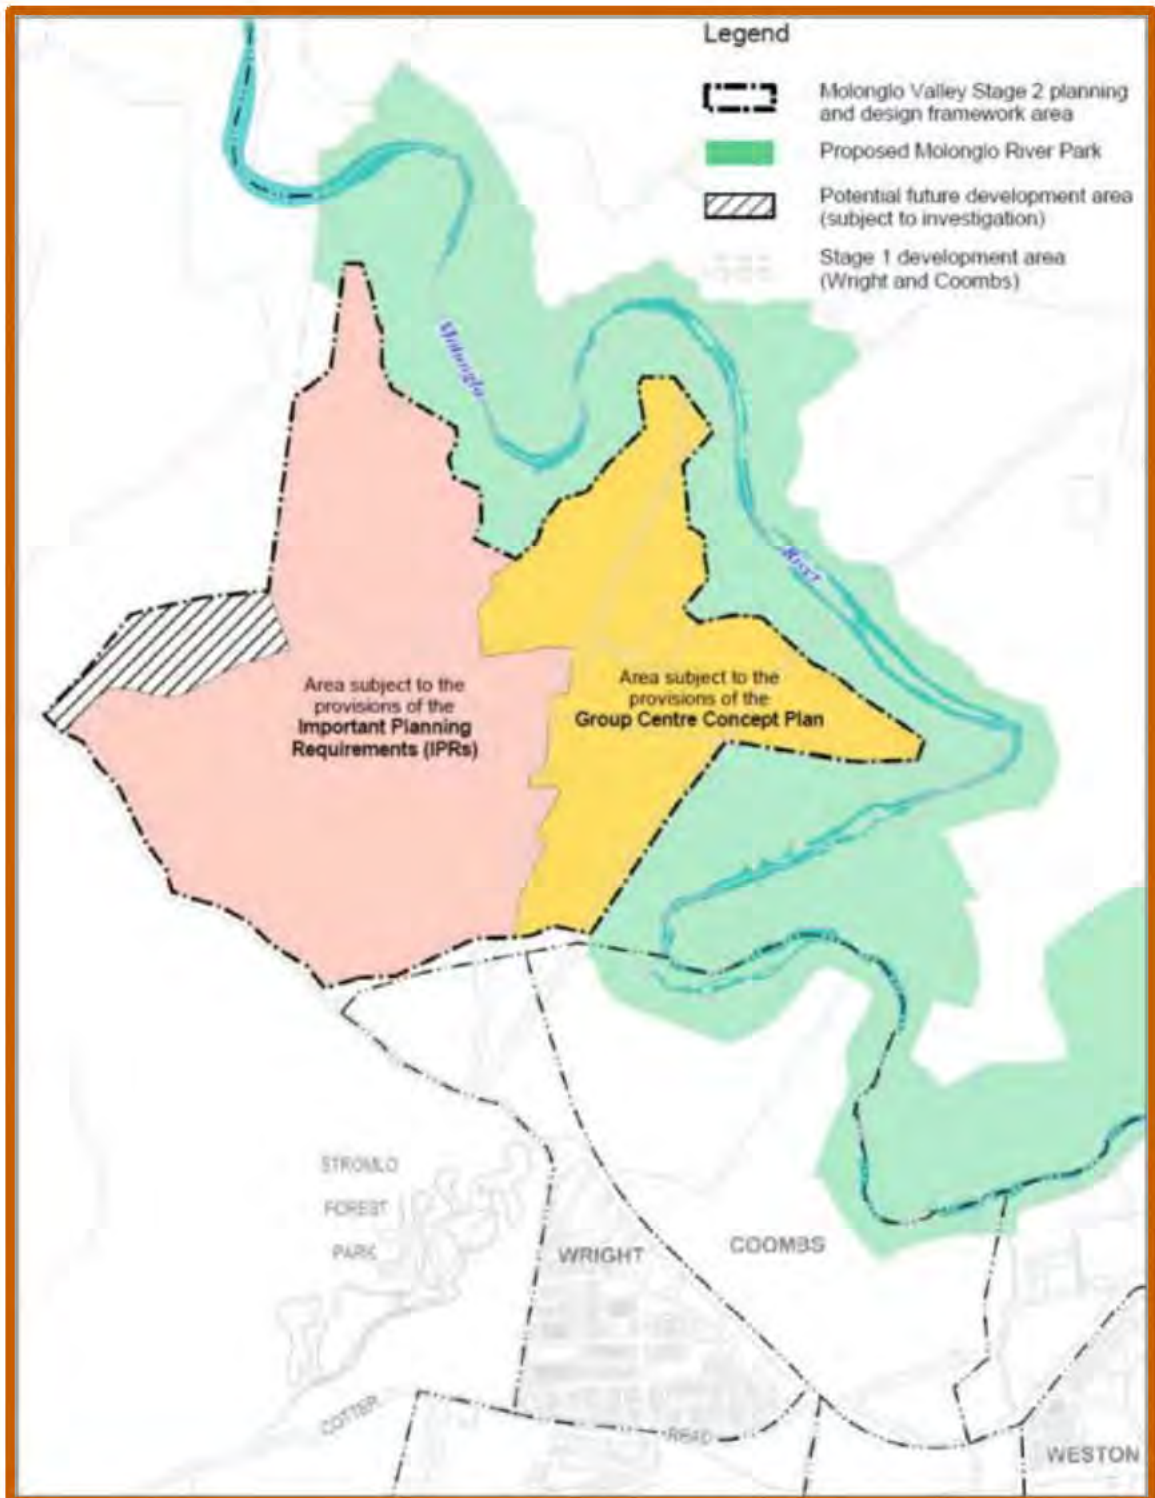 Legend
Molonglo Valley Stage 2 planning
and design framework area
Proposed Molonglo River Park
Potential future development area
(subject to investigation)
Stage 1 development area
(Wright and Coombs)
Molonglo
River
Area subject to the
provisions of the
Important Planning
Requirements (IPRs)
Area subject to the
provisions of the
Group Centre Concept Plan
STROMLO
FOREST
PARK
WRIGHT
COOMBS
COTTER
ROAD
WESTON